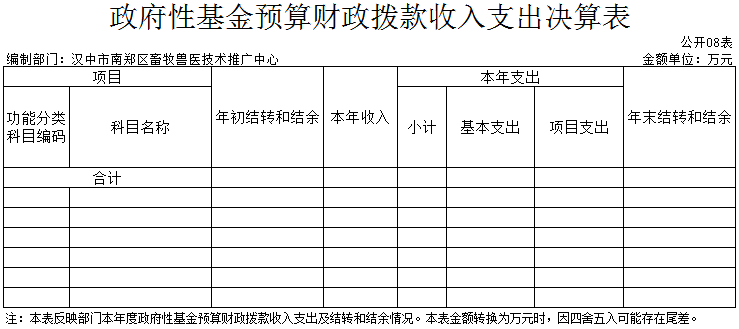 政府性基金预算财政拨款收入支出决算表
公开08表
编制部门：汉中市南郑区畜牧兽医技术推广中心 金额单位：万元
项目 年初结转和结余 本年收入 本年支出 年末结转和结余
功能分类科目编码 科目名称 小计 基本支出 项目支出
合计
注：本表反映部门本年度政府性基金预算财政拨款收入支出及结转和结余情况。本表金额转换为万元时，因四舍五入可能存在尾差。